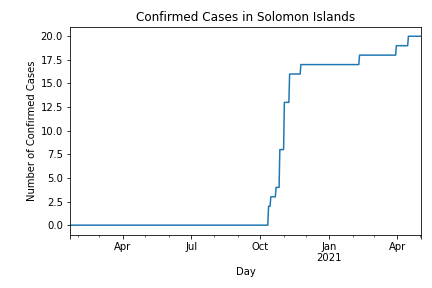 Confirmed Cases in Solomon Islands
Number of Confirmed Cases
20.0
17.5
15.0
12.5
10.0
7.5
5.0
2.5
0.0
Apr Jul Oct Jan Apr
2021
Day